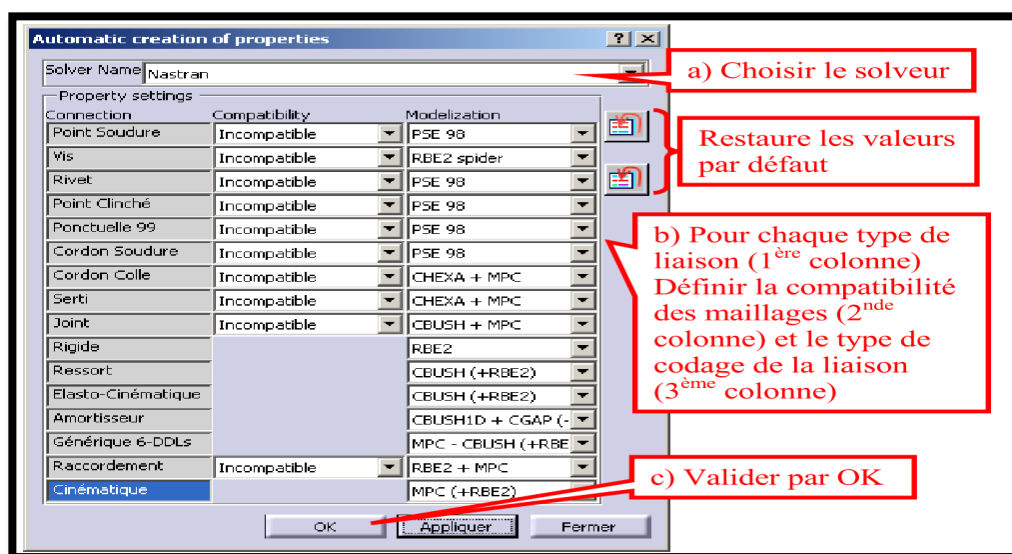 Automatic creation of properties
Solver Name Nastran
a) Choisir le solveur
Property settings
Connection Compatibility Modelization
Point Soudure Incompatible PSE 98
Vis Incompatible RBE2 spider
Rivet Incompatible PSE 98
Point Clinché Incompatible PSE 98
Ponctuelle 99 Incompatible PSE 98
Cordon Soudure Incompatible PSE 98
Cordon Colle Incompatible CHEXA + MPC
Serti Incompatible CHEXA + MPC
Joint Incompatible CBUSH + MPC
Rigide RBE2
Ressort CBUSH (+RBE2)
Elasto-Cinématique CBUSH (+RBE2)
Amortisseur CBUSH1D + CGAP (-
Générique 6-DDLs MPC - CBUSH (+RBE
Raccordement Incompatible RBE2 + MPC
Cinématique MPC (+RBE2)
Restaure les valeurs
par défaut
b) Pour chaque type de
liaison (1ère colonne)
Définir la compatibilité
des maillages (2nde
colonne) et le type de
codage de la liaison
(3ème colonne)
c) Valider par OK
OK Appliquer Fermer